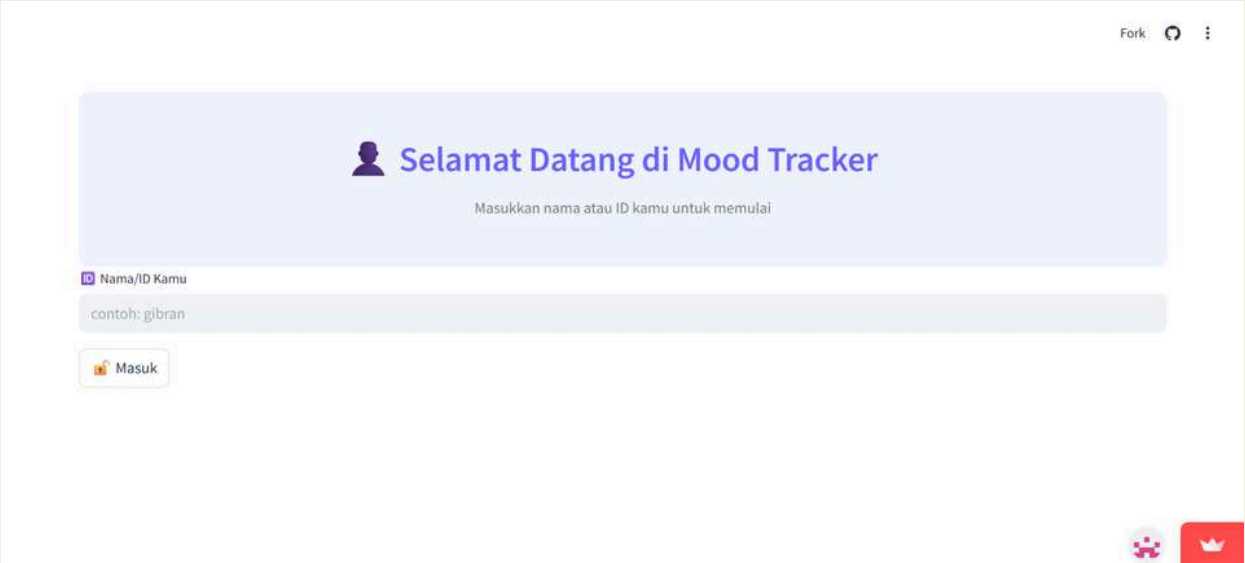 Fork
Selamat Datang di Mood Tracker
Masukkan nama atau ID kamu untuk memulai
ID Nama/ID Kamu
contoh: gibran
Masuk